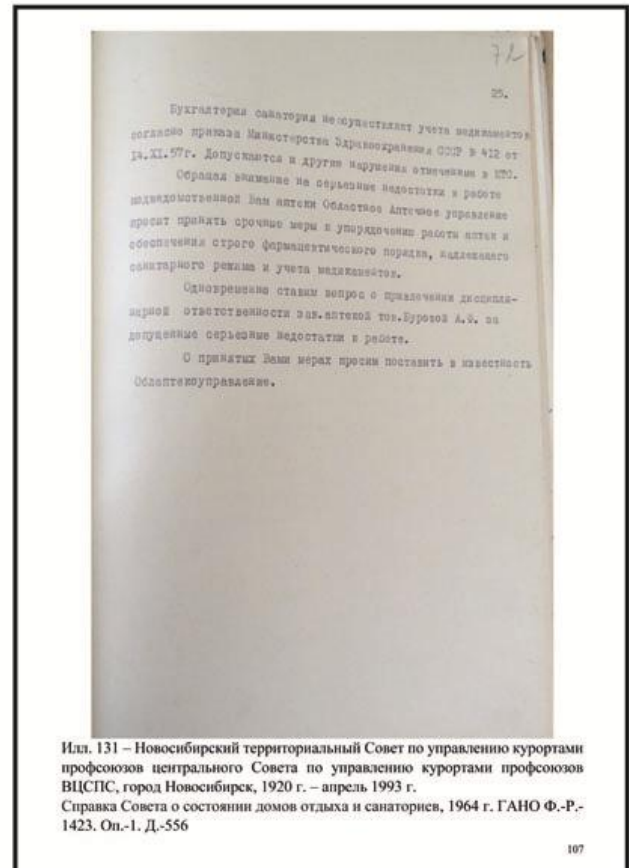 72
25.
Бухгалтерия санатория не осуществляет учета медикаментов
согласно приказа Министерства Здравоохранения СССР № 412 от
14.XI.57г. Допускаются и другие нарушения отмеченные в
Обращая внимание на серьезные недостатки в работе
подведомственной Вам аптеки Областное Аптечное управление
просит принять срочные меры к упорядочению работы аптек и
обеспечения строго фармацевтического порядка, надлежащего
санитарного режима и учета медикаментов.
Одновременно ставим вопрос о привлечении дисципли-
нарной ответственности зав.аптекой тов.Буровой А.Ф. за
допущенные серьезные недостатки в работе.
О принятых Вами мерах просим поставить в известность
Облаптекоуправление.
Илл. 131 – Новосибирский территориальный Совет по управлению курортами
профсоюзов центрального Совета по управлению курортами профсоюзов
ВЦСПС, город Новосибирск, 1920 г. – апрель 1993 г.
Справка Совета о состоянии домов отдыха и санаториев, 1964 г. ГАНО Ф.-Р.-
1423. Оп.-1. Д.-556
107